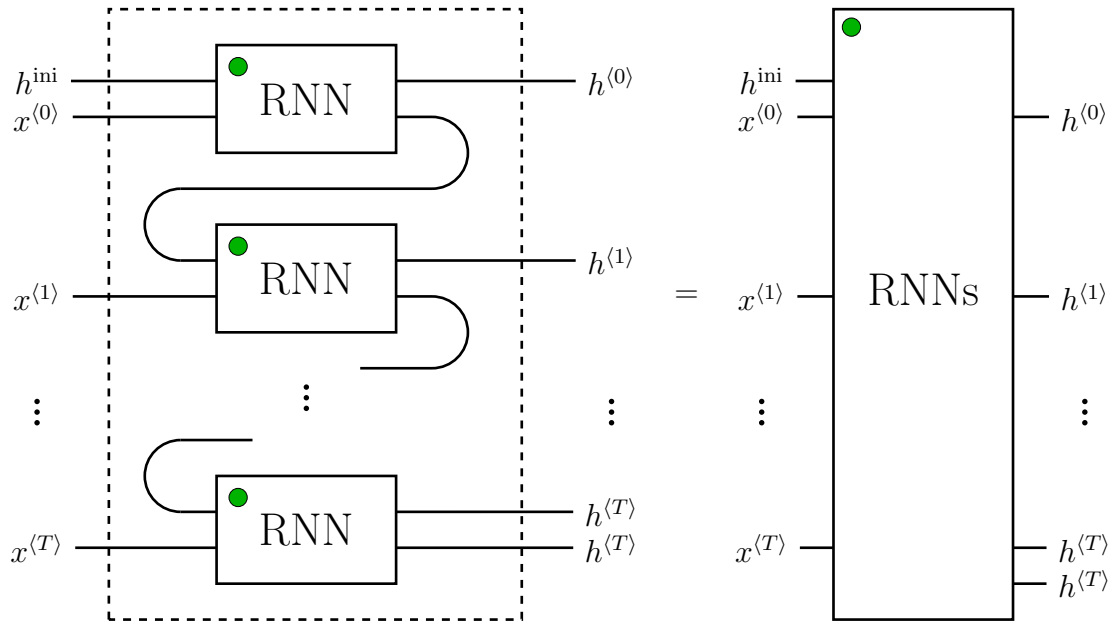 h^ini RNN h^⟨0⟩ h^ini
x^⟨0⟩ x^⟨0⟩ h^⟨0⟩
RNN h^⟨1⟩
x^⟨1⟩ = x^⟨1⟩ RNNs h^⟨1⟩
⋮ ⋮ ⋮ ⋮ ⋮
RNN h^⟨T⟩
x^⟨T⟩ h^⟨T⟩ x^⟨T⟩ h^⟨T⟩
h^⟨T⟩